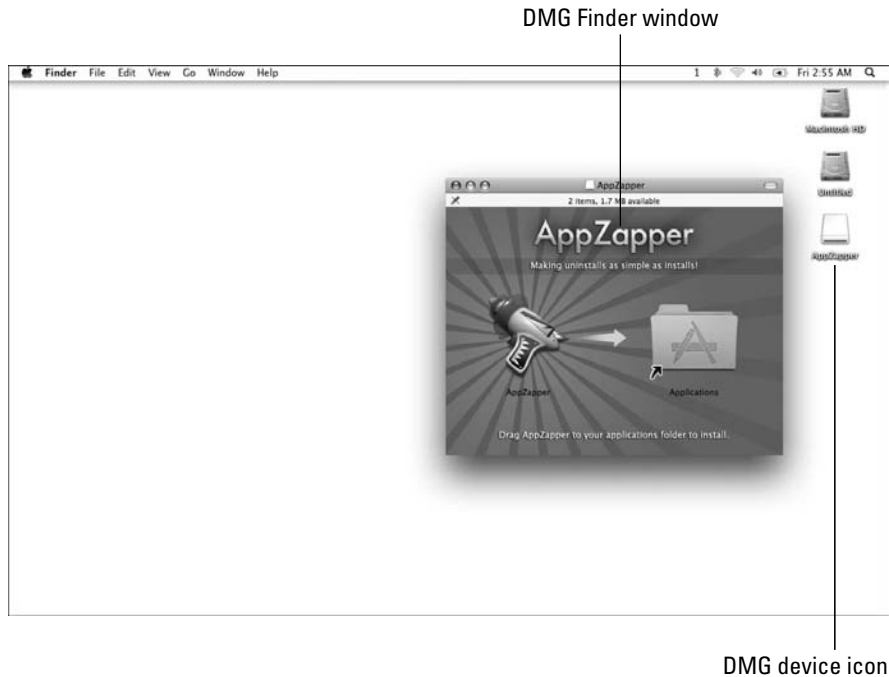 DMG Finder window
Finder File Edit View Go Window Help
1 Fri 2:55 AM
Macintosh HD
AppZapper
2 items, 1.7 MB available
Untitled
AppZapper
Making uninstalls as simple as installs!
AppZapper
AppZapper
Applications
Drag AppZapper to your applications folder to install.
DMG device icon